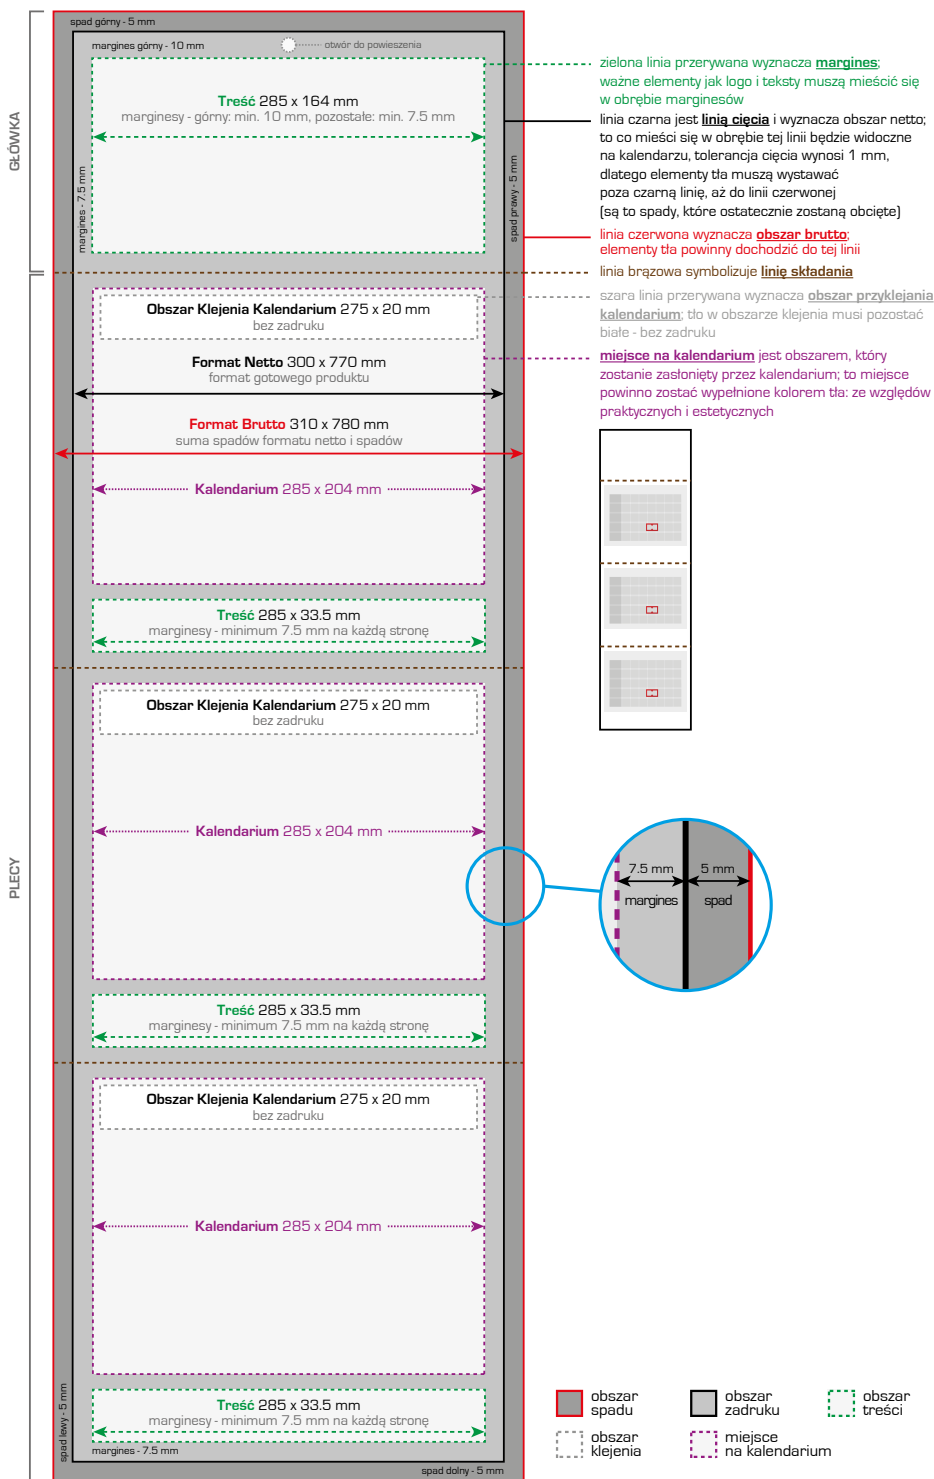 spad górny - 5 mm
margines górny - 10 mm
otwór do powieszenia
Treść 285 x 164 mm
marginesy - górny: min. 10 mm, pozostałe: min. 7.5 mm
margines - 7.5 mm
spad prawy - 5 mm
GŁÓWKA
zielona linia przerywana wyznacza margines;
ważne elementy jak logo i teksty muszą mieścić się
w obrębie marginesów
linia czarna jest linią cięcia i wyznacza obszar netto;
to co mieści się w obrębie tej linii będzie widoczne
na kalendarzu, tolerancja cięcia wynosi 1 mm,
dlatego elementy tła muszą wystawać
poza czarną linię, aż do linii czerwonej
(są to spady, które ostatecznie zostaną obcięte)
linia czerwona wyznacza obszar brutto;
elementy tła powinny dochodzić do tej linii
linia brązowa symbolizuje linię składania
szara linia przerywana wyznacza obszar przyklejania
kalendarium; tło w obszarze klejenia musi pozostać
białe - bez zadruku
miejsce na kalendarium jest obszarem, który
zostanie zasłonięty przez kalendarium; to miejsce
powinno zostać wypełnione kolorem tła: ze względów
praktycznych i estetycznych
Obszar Klejenia Kalendarium 275 x 20 mm
bez zadruku
Format Netto 300 x 770 mm
format gotowego produktu
Format Brutto 310 x 780 mm
suma spadów formatu netto i spadów
Kalendarium 285 x 204 mm
Treść 285 x 33.5 mm
marginesy - minimum 7.5 mm na każdą stronę
Obszar Klejenia Kalendarium 275 x 20 mm
bez zadruku
Kalendarium 285 x 204 mm
PLECY
7.5 mm
5 mm
margines
spad
Treść 285 x 33.5 mm
marginesy - minimum 7.5 mm na każdą stronę
Obszar Klejenia Kalendarium 275 x 20 mm
bez zadruku
Kalendarium 285 x 204 mm
Treść 285 x 33.5 mm
marginesy - minimum 7.5 mm na każdą stronę
spad lewy - 5 mm
margines - 7.5 mm
spad dolny - 5 mm
obszar
spadu
obszar
zadruku
obszar
treści
obszar
klejenia
miejsce
na kalendarium